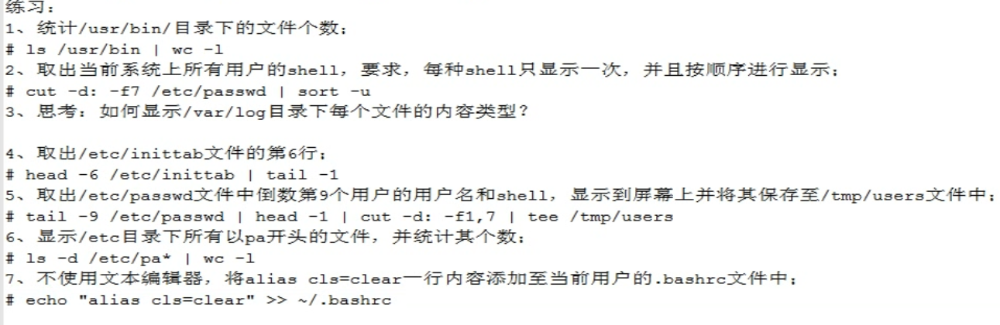 练习：
1、统计/usr/bin/目录下的文件个数；
# ls /usr/bin | wc -l
2、取出当前系统上所有用户的shell，要求，每种shell只显示一次，并且按顺序进行显示；
# cut -d: -f7 /etc/passwd | sort -u
3、思考：如何显示/var/log目录下每个文件的内容类型？
4、取出/etc/inittab文件的第6行；
# head -6 /etc/inittab | tail -1
5、取出/etc/passwd文件中倒数第9个用户的用户名和shell，显示到屏幕上并将其保存至/tmp/users文件中；
# tail -9 /etc/passwd | head -1 | cut -d: -f1,7 | tee /tmp/users
6、显示/etc目录下所有以pa开头的文件，并统计其个数；
# ls -d /etc/pa* | wc -l
7、不使用文本编辑器，将alias cls=clear一行内容添加至当前用户的.bashrc文件中；
# echo "alias cls=clear" >> ~/.bashrc